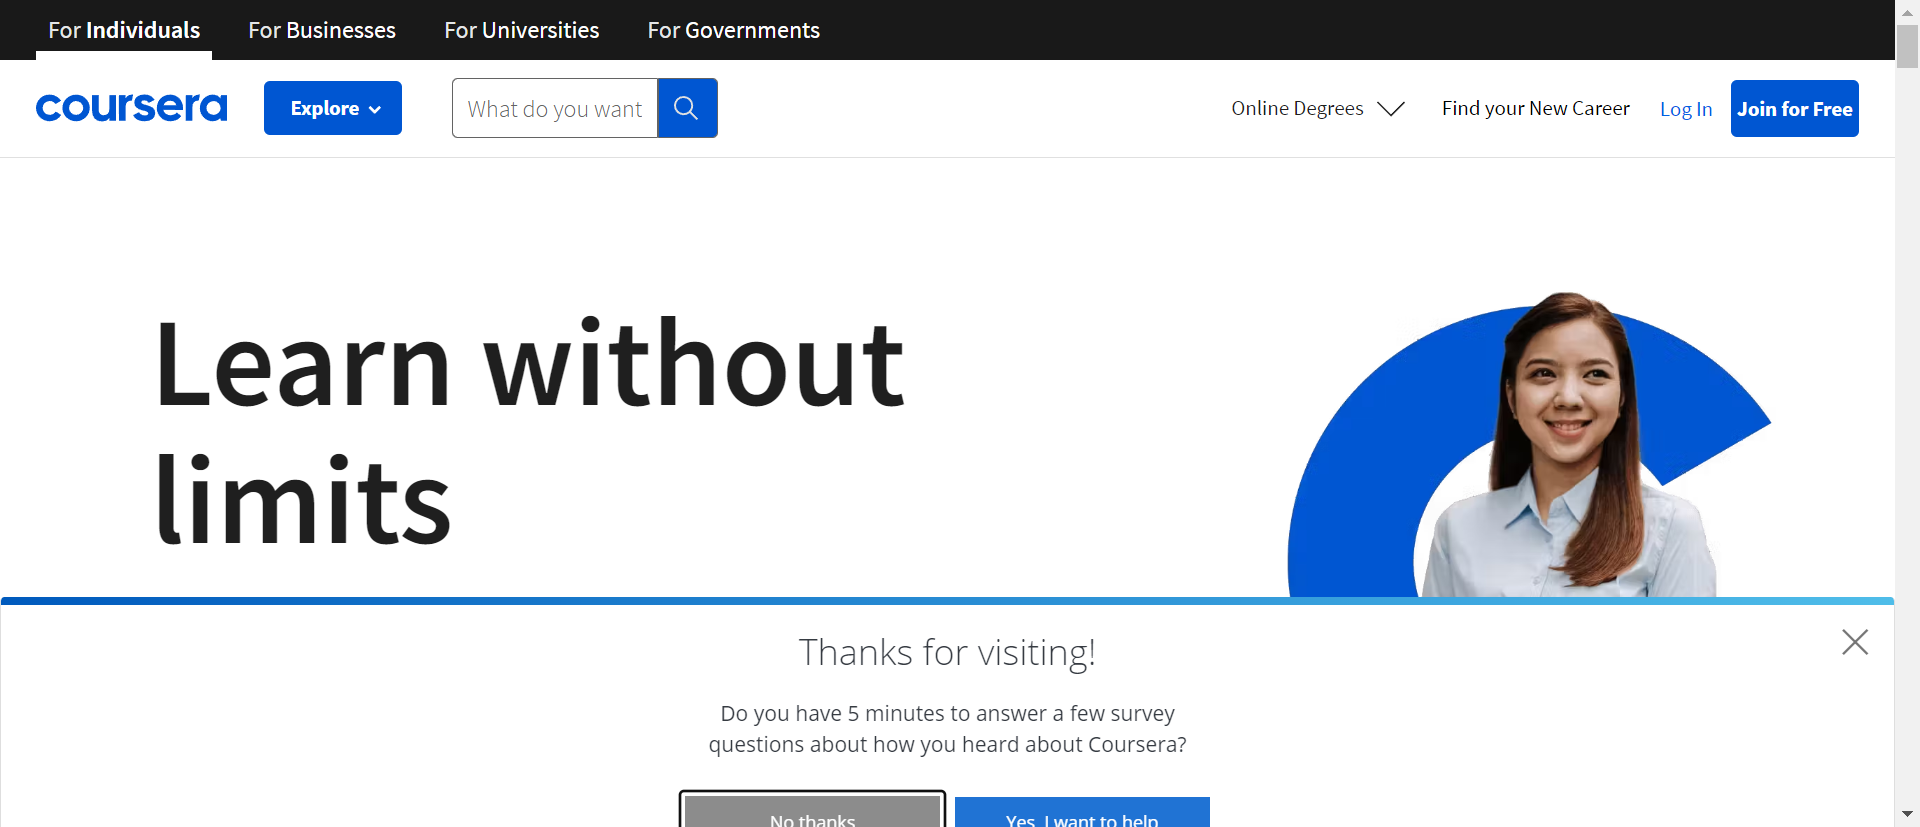 For Individuals For Businesses For Universities For Governments
coursera Explore What do you want Online Degrees Find your New Career Log In Join for Free
Learn without
limits
Thanks for visiting!
Do you have 5 minutes to answer a few survey
questions about how you heard about Coursera?
No thanks Yes, I want to help